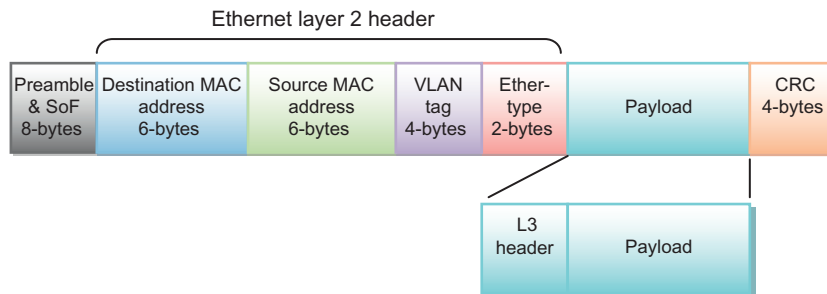 Ethernet layer 2 header
Preamble
& SoF
8-bytes
Destination MAC
address
6-bytes
Source MAC
address
6-bytes
VLAN
tag
4-bytes
Ether-
type
2-bytes
Payload
CRC
4-bytes
L3
header
Payload